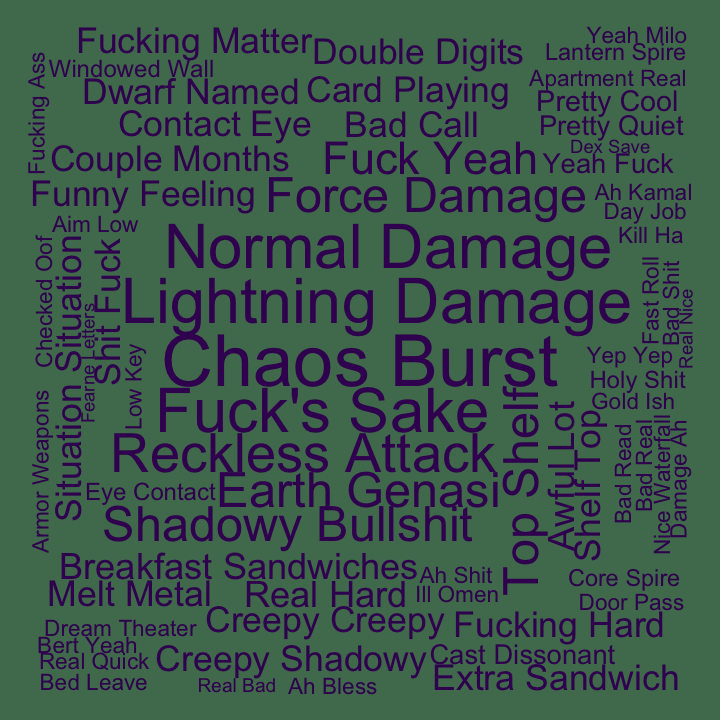 Fucking Matter
Double Digits
Yeah Milo
Lantern Spire
Windowed Wall
Fucking Ass
Dwarf Named
Card Playing
Apartment Real
Pretty Cool
Contact Eye
Bad Call
Pretty Quiet
Dex Save
Couple Months
Fuck Yeah
Yeah Fuck
Funny Feeling
Force Damage
Ah Kamal
Day Job
Aim Low
Kill Ha
Normal Damage
Checked Oof
Situation Situation
Shit Fuck
Fearne Letters
Lightning Damage
Fast Roll
Bad Shit
Real Nice
Low Key
Chaos Burst
Yep Yep
Holy Shit
Gold Ish
Fuck's Sake
Top Shelf
Awful Lot
Shelf Top
Armor Weapons
Reckless Attack
Bad Read
Bad Real
Nice Waterfall
Damage Ah
Eye Contact
Earth Genasi
Shadowy Bullshit
Breakfast Sandwiches
Ah Shit
Core Spire
Melt Metal
Real Hard
Ill Omen
Door Pass
Dream Theater
Creepy Creepy
Fucking Hard
Bert Yeah
Real Quick
Creepy Shadowy
Cast Dissonant
Bed Leave
Real Bad
Ah Bless
Extra Sandwich